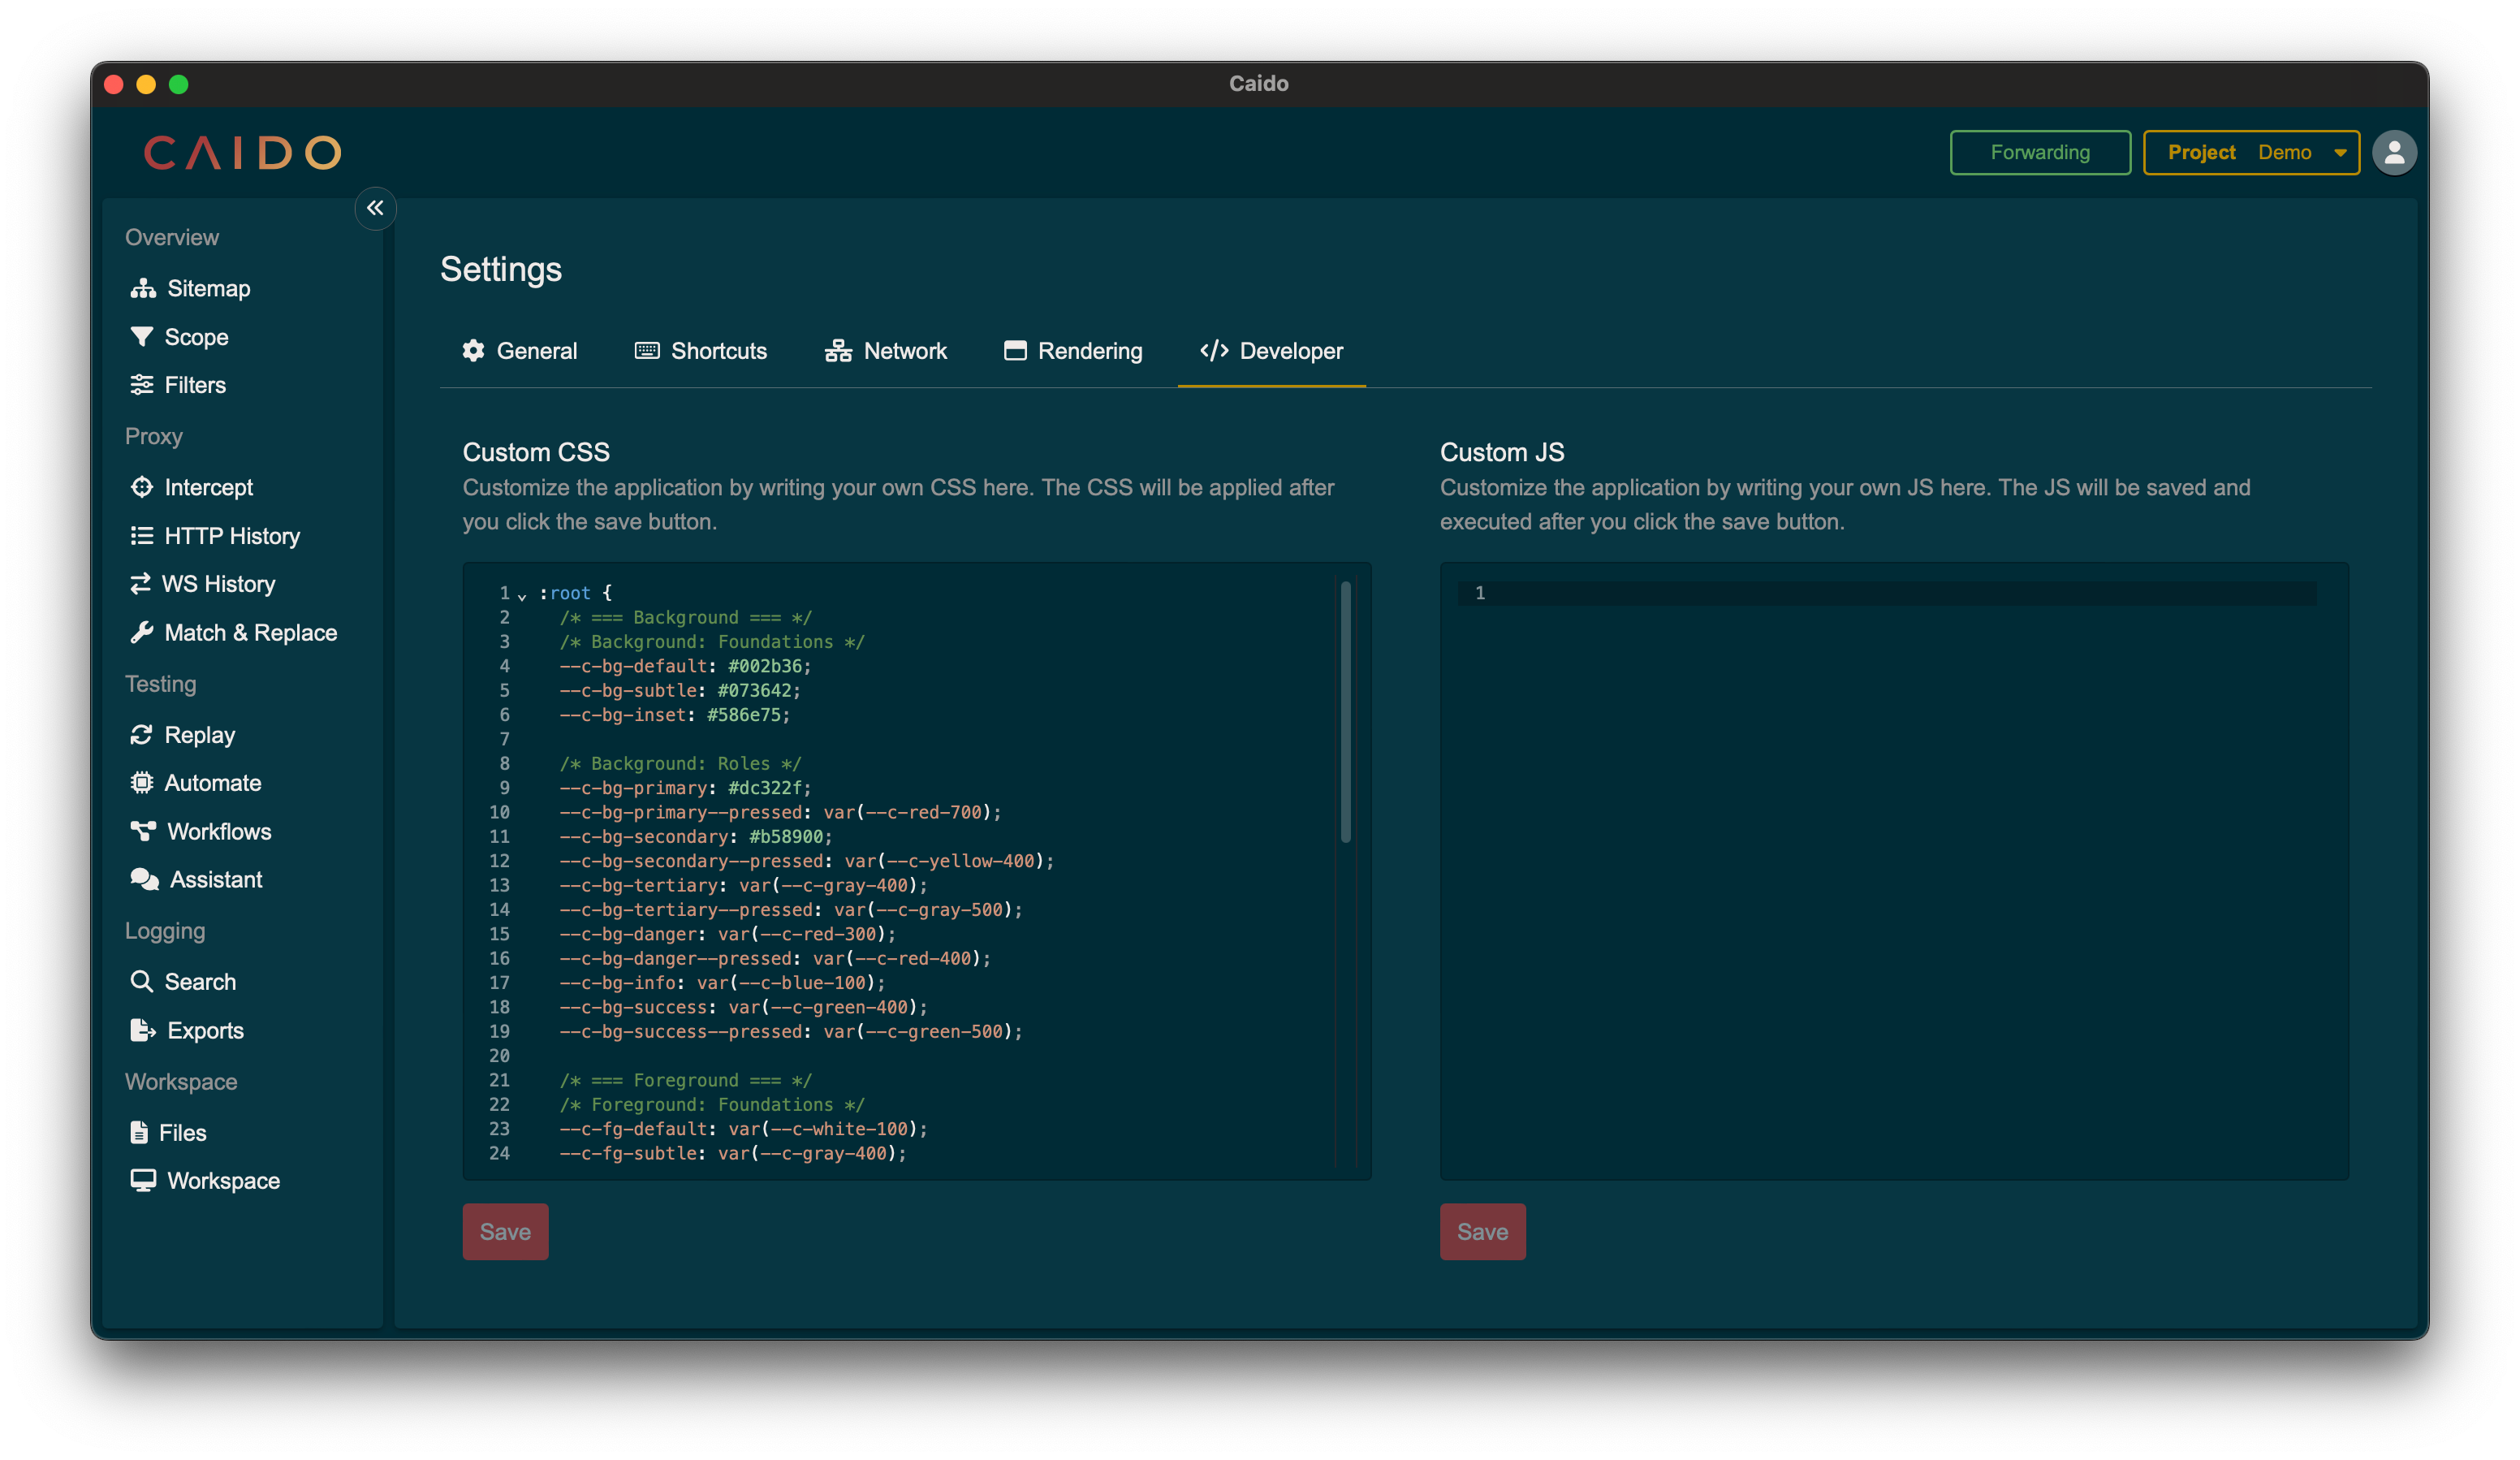 Caido
CAIDO
Forwarding
Project Demo
Overview
Sitemap
Scope
Filters
Proxy
Intercept
HTTP History
WS History
Match & Replace
Testing
Replay
Automate
Workflows
Assistant
Logging
Search
Exports
Workspace
Files
Workspace
Settings
General Shortcuts Network Rendering </> Developer
Custom CSS
Customize the application by writing your own CSS here. The CSS will be applied after
you click the save button.
1 :root {
2 /* === Background === */
3 /* Background: Foundations */
4 --c-bg-default: #002b36;
5 --c-bg-subtle: #073642;
6 --c-bg-inset: #586e75;
7
8 /* Background: Roles */
9 --c-bg-primary: #dc322f;
10 --c-bg-primary--pressed: var(--c-red-700);
11 --c-bg-secondary: #b58900;
12 --c-bg-secondary--pressed: var(--c-yellow-400);
13 --c-bg-tertiary: var(--c-gray-400);
14 --c-bg-tertiary--pressed: var(--c-gray-500);
15 --c-bg-danger: var(--c-red-300);
16 --c-bg-danger--pressed: var(--c-red-400);
17 --c-bg-info: var(--c-blue-100);
18 --c-bg-success: var(--c-green-400);
19 --c-bg-success--pressed: var(--c-green-500);
20
21 /* === Foreground === */
22 /* Foreground: Foundations */
23 --c-fg-default: var(--c-white-100);
24 --c-fg-subtle: var(--c-gray-400);
Save
Custom JS
Customize the application by writing your own JS here. The JS will be saved and
executed after you click the save button.
1
Save